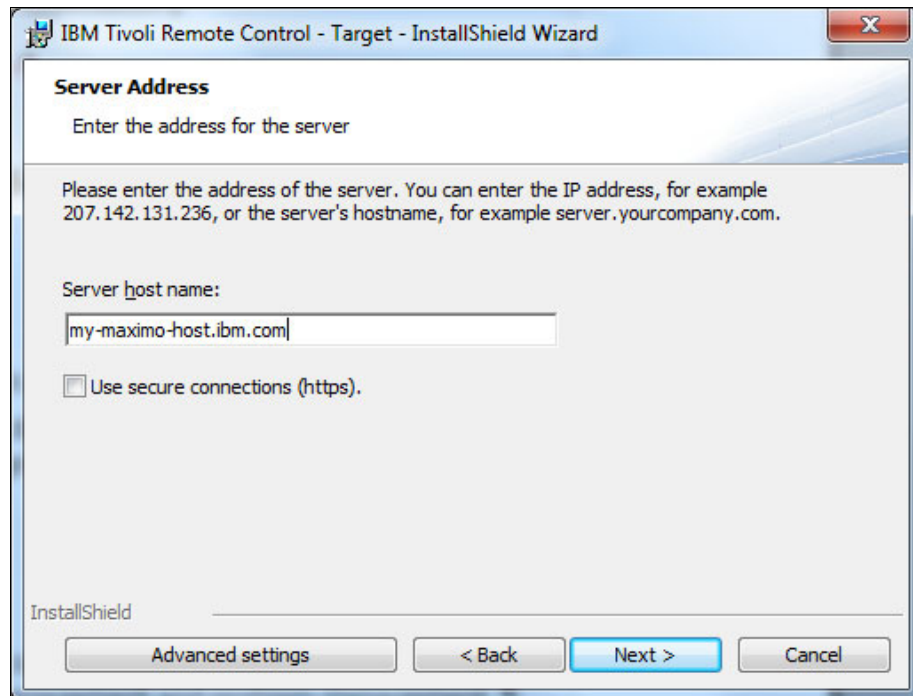 IBM Tivoli Remote Control - Target - InstallShield Wizard
Server Address
Enter the address for the server
Please enter the address of the server. You can enter the IP address, for example
207.142.131.236, or the server's hostname, for example server.yourcompany.com.
Server host name:
my-maximo-host.ibm.com
Use secure connections (https).
InstallShield
Advanced settings
< Back
Next >
Cancel